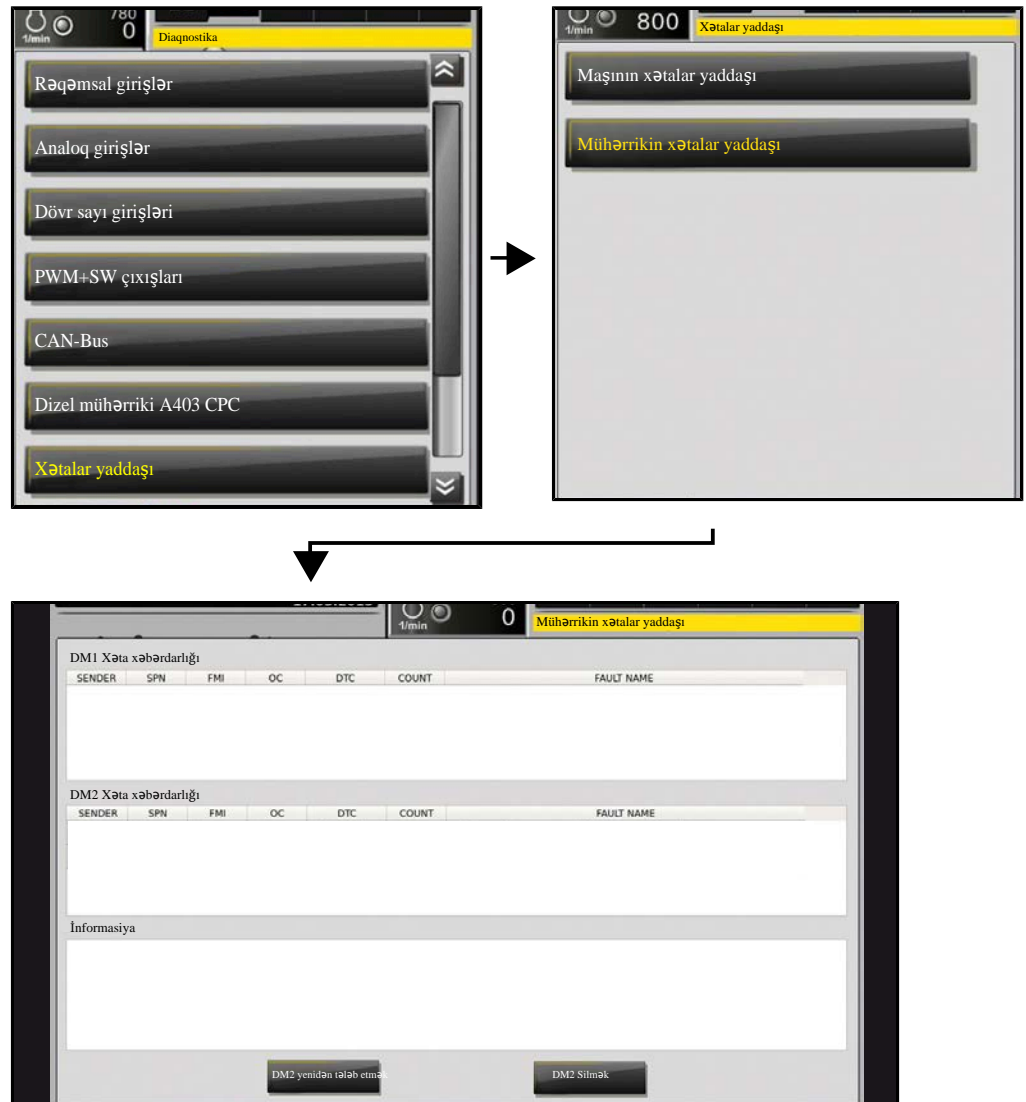 780
1/min 0 Diaqnostika
Rəqəmsal girişlər
Analoq girişlər
Dövr sayı girişləri
PWM+SW çıxışları
CAN-Bus
Dizel mühərriki A403 CPC
Xətalar yaddaşı
1/min 800 Xətalar yaddaşı
Maşının xətalar yaddaşı
Mühərrikin xətalar yaddaşı
1/min 0 Mühərrikin xətalar yaddaşı
DM1 Xəta xəbərdarlığı
SENDER SPN FMI OC DTC COUNT FAULT NAME
DM2 Xəta xəbərdarlığı
SENDER SPN FMI OC DTC COUNT FAULT NAME
İnformasiya
DM2 yenidən tələb etmək
DM2 Silmək